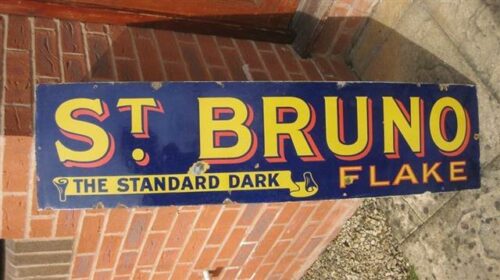 ST. BRUNO
THE STANDARD DARK FLAKE